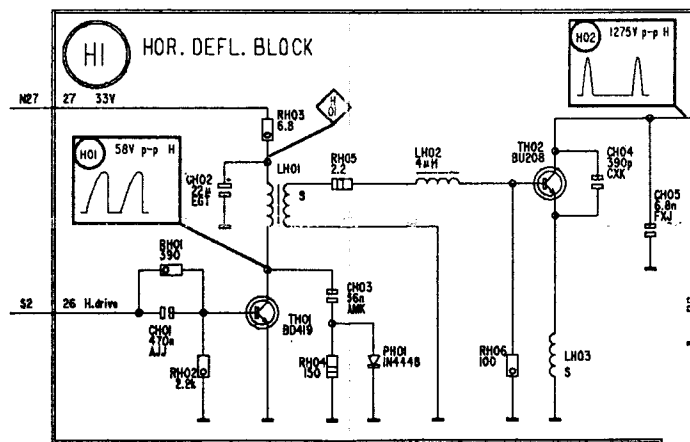 H1
HOR. DEFL. BLOCK
H02
1275V p-p H
N27
27
33V
RH03
6.8
H
01
H01
58V p-p H
CH02
22µ
EGT
LH01
S
RH05
2.2
LH02
4µH
TH02
BU208
CH04
390p
CXK
CH05
6.8n
FXJ
RH01
390
S2
26
H.drive
CH01
470n
AJJ
RH02
2.2k
TH01
BD419
CH03
56n
AMK
RH04
150
PH01
1N4448
RH06
100
LH03
S